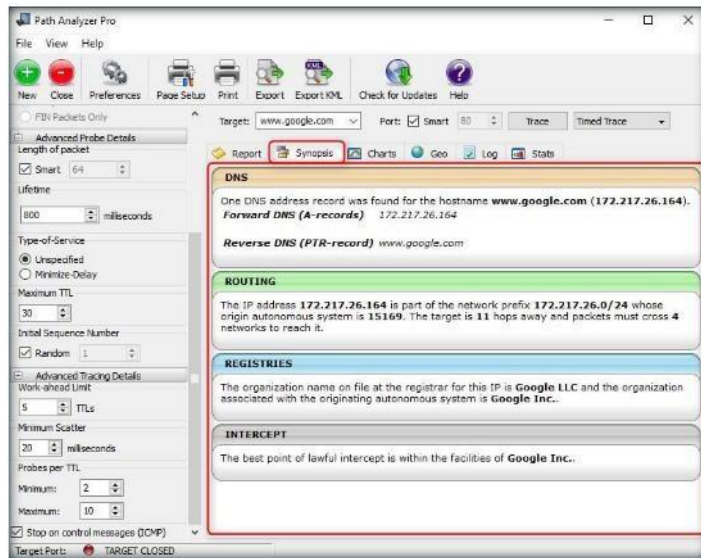 Path Analyzer Pro
File View Help
New Close Preferences Page Setup Print Export Export KML Check for Updates Help
FIN Packets Only
Advanced Probe Details
Length of packet
Smart 64
Lifetime
800 miliseconds
Type-of-Service
Unspecified
Minimize-Delay
Maximum TTL
30
Initial Sequence Number
Random 1
Advanced Tracing Details
Work-ahead Limit
5 TTLs
Minimum Scatter
20 miliseconds
Probes per TTL
Minimum: 2
Maximum: 10
Stop on control messages (ICMP)
Target: www.google.com Port: Smart 80 Trace Timed Trace
Report Synopsis Charts Geo Log Stats
DNS
One DNS address record was found for the hostname www.google.com (172.217.26.164).
Forward DNS (A-records) 172.217.26.164
Reverse DNS (PTR-record) www.google.com
ROUTING
The IP address 172.217.26.164 is part of the network prefix 172.217.26.0/24 whose
origin autonomous system is 15169. The target is 11 hops away and packets must cross 4
networks to reach it.
REGISTRIES
The organization name on file at the registrar for this IP is Google LLC and the organization
associated with the originating autonomous system is Google Inc..
INTERCEPT
The best point of lawful intercept is within the facilities of Google Inc..
Target Port: TARGET CLOSED